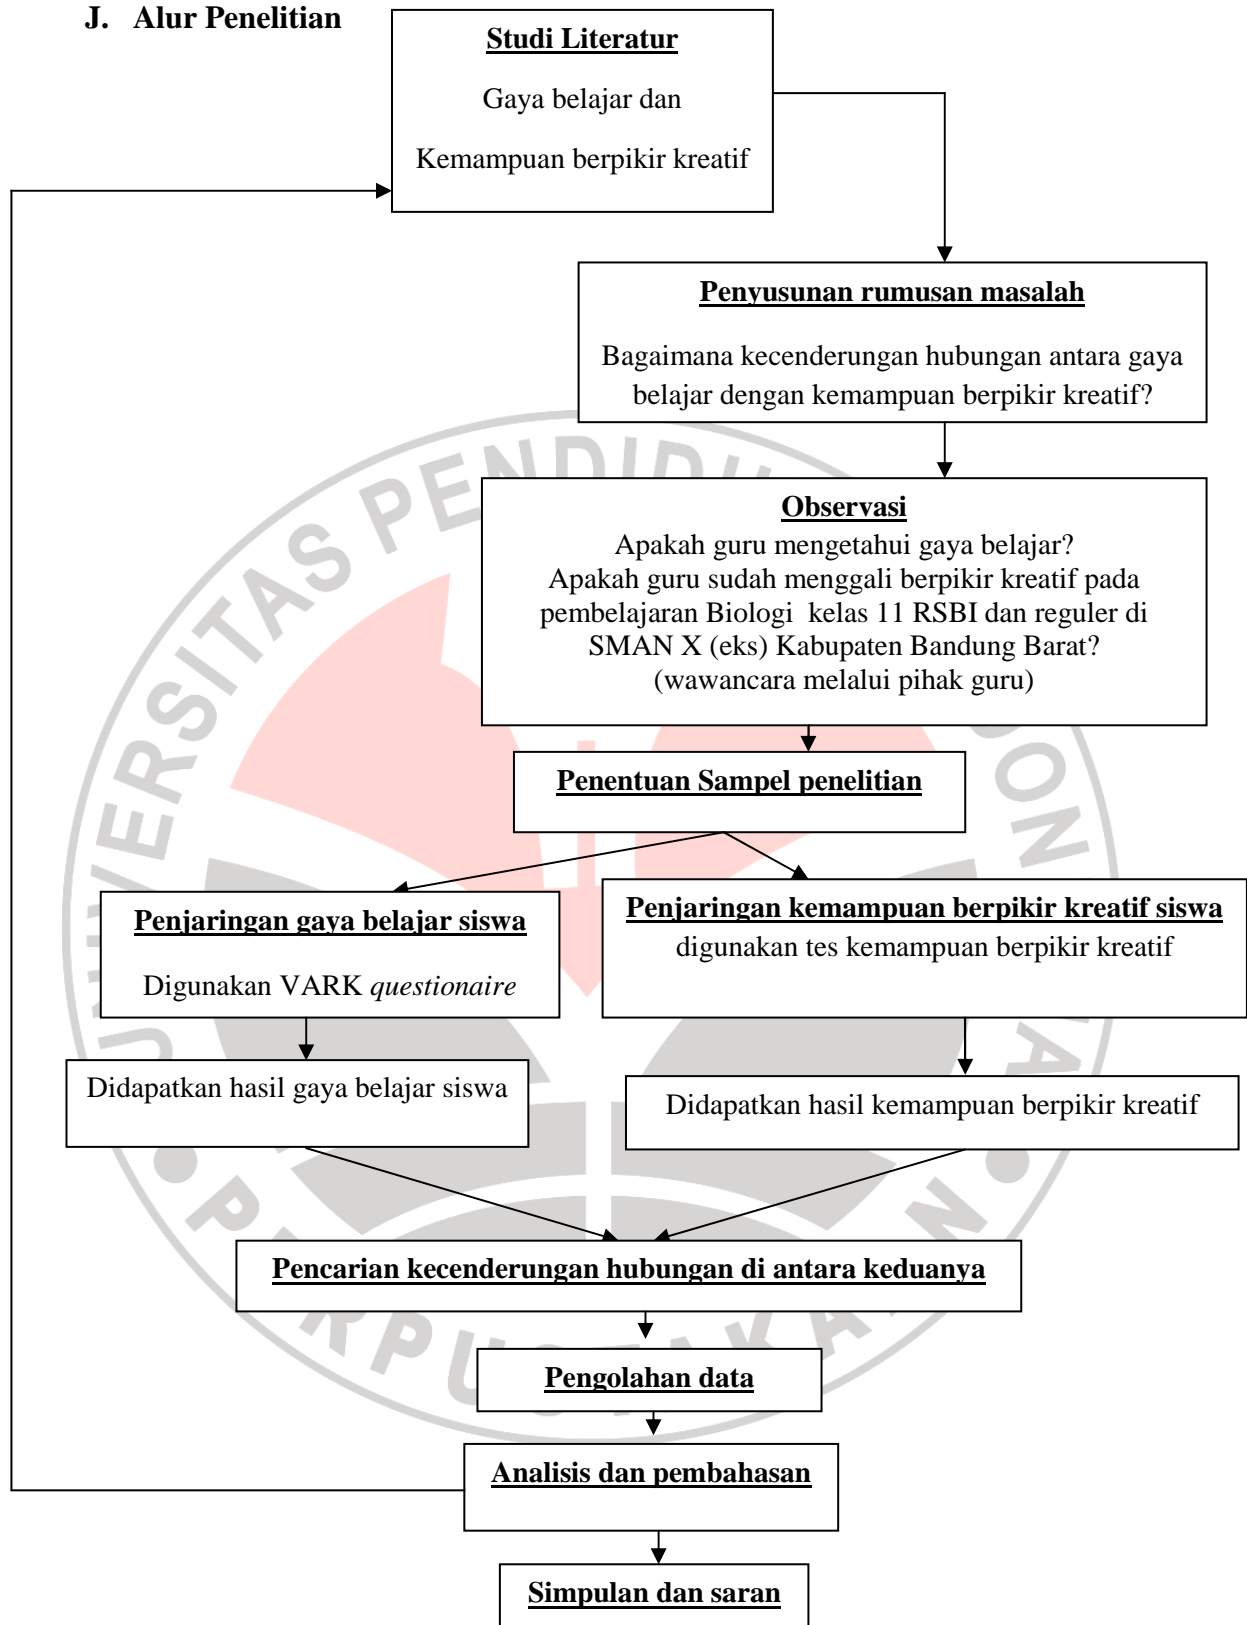 J. Alur Penelitian
Studi Literatur
Gaya belajar dan
Kemampuan berpikir kreatif
Penyusunan rumusan masalah
Bagaimana kecenderungan hubungan antara gaya
belajar dengan kemampuan berpikir kreatif?
Observasi
Apakah guru mengetahui gaya belajar?
Apakah guru sudah menggali berpikir kreatif pada
pembelajaran Biologi kelas 11 RSBI dan reguler di
SMAN X (eks) Kabupaten Bandung Barat?
(wawancara melalui pihak guru)
Penentuan Sampel penelitian
Penjaringan gaya belajar siswa
Digunakan VARK questionaire
Penjaringan kemampuan berpikir kreatif siswa
digunakan tes kemampuan berpikir kreatif
Didapatkan hasil gaya belajar siswa
Didapatkan hasil kemampuan berpikir kreatif
Pencarian kecenderungan hubungan di antara keduanya
Pengolahan data
Analisis dan pembahasan
Simpulan dan saran
UNIVERSITAS